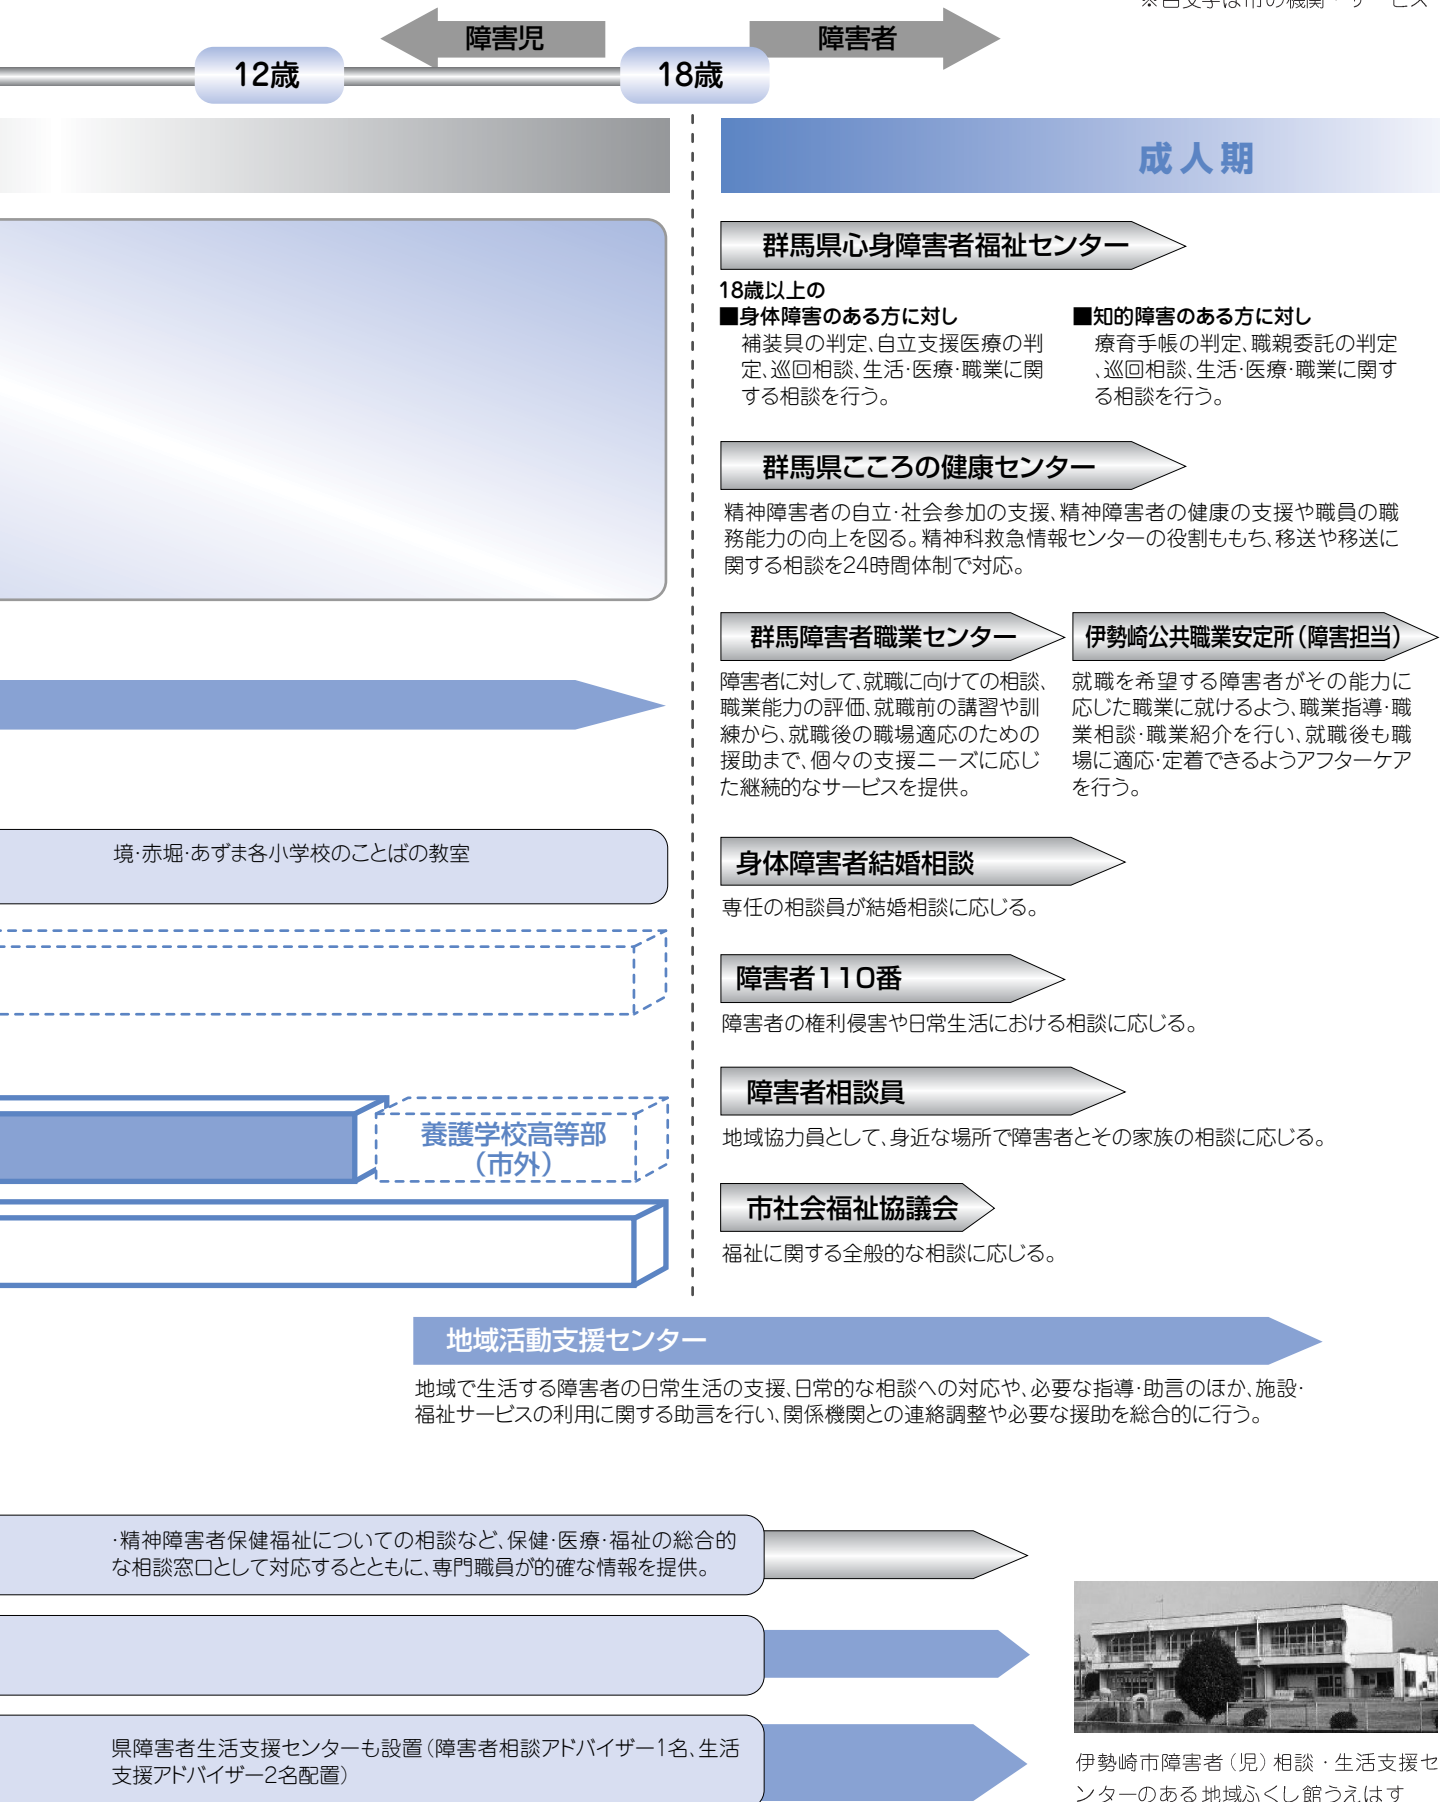 ※白文字は市の機関・サービス
障害児
障害者
12歳
18歳
成人期
群馬県心身障害者福祉センター
18歳以上の
■身体障害のある方に対し
補装具の判定、自立支援医療の判
定、巡回相談、生活・医療・職業に関
する相談を行う。
■知的障害のある方に対し
療育手帳の判定、職親委託の判定
、巡回相談、生活・医療・職業に関す
る相談を行う。
群馬県こころの健康センター
精神障害者の自立・社会参加の支援、精神障害者の健康の支援や職員の職
務能力の向上を図る。精神科救急情報センターの役割ももち、移送や移送に
関する相談を24時間体制で対応。
群馬障害者職業センター
障害者に対して、就職に向けての相談、
職業能力の評価、就職前の講習や訓
練から、就職後の職場適応のための
援助まで、個々の支援ニーズに応じ
た継続的なサービスを提供。
伊勢崎公共職業安定所（障害担当）
就職を希望する障害者がその能力に
応じた職業に就けるよう、職業指導・職
業相談・職業紹介を行い、就職後も職
場に適応・定着できるようアフターケア
を行う。
境・赤堀・あずま各小学校のことばの教室
身体障害者結婚相談
専任の相談員が結婚相談に応じる。
障害者110番
障害者の権利侵害や日常生活における相談に応じる。
養護学校高等部
（市外）
障害者相談員
地域協力員として、身近な場所で障害者とその家族の相談に応じる。
市社会福祉協議会
福祉に関する全般的な相談に応じる。
地域活動支援センター
地域で生活する障害者の日常生活の支援、日常的な相談への対応や、必要な指導・助言のほか、施設・
福祉サービスの利用に関する助言を行い、関係機関との連絡調整や必要な援助を総合的に行う。
・精神障害者保健福祉についての相談など、保健・医療・福祉の総合的
な相談窓口として対応するとともに、専門職員が的確な情報を提供。
県障害者生活支援センターも設置（障害者相談アドバイザー1名、生活
支援アドバイザー2名配置）
伊勢崎市障害者（児）相談・生活支援セ
ンターのある地域ふくし館うえはす